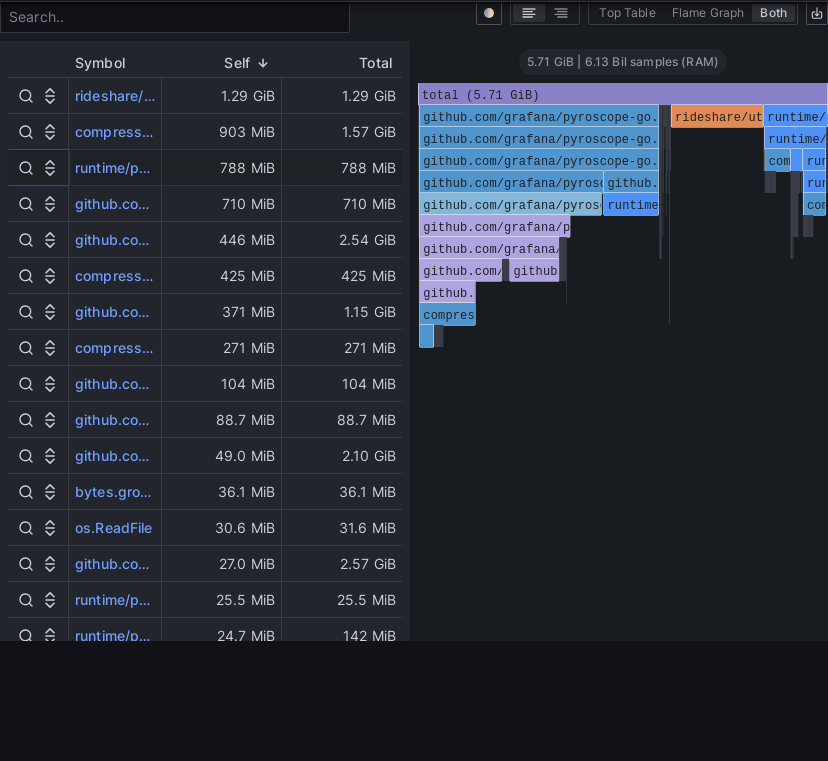 Search..
Top Table Flame Graph Both
Symbol Self Total
rideshare/... 1.29 GiB 1.29 GiB
compress... 903 MiB 1.57 GiB
runtime/p... 788 MiB 788 MiB
github.co... 710 MiB 710 MiB
github.co... 446 MiB 2.54 GiB
compress... 425 MiB 425 MiB
github.co... 371 MiB 1.15 GiB
compress... 271 MiB 271 MiB
github.co... 104 MiB 104 MiB
github.co... 88.7 MiB 88.7 MiB
github.co... 49.0 MiB 2.10 GiB
bytes.gro... 36.1 MiB 36.1 MiB
os.ReadFile 30.6 MiB 31.6 MiB
github.co... 27.0 MiB 2.57 GiB
runtime/p... 25.5 MiB 25.5 MiB
runtime/p... 24.7 MiB 142 MiB
5.71 GiB | 6.13 Bil samples (RAM)
total (5.71 GiB)
github.com/grafana/pyroscope-go. rideshare/ut runtime/
github.com/grafana/pyroscope-go. runtime/
github.com/grafana/pyroscope-go. com run
github.com/grafana/pyrosc github. run
github.com/grafana/pyros runtime com
github.com/grafana/p
github.com/grafana/
github.com/ github
github.
compres